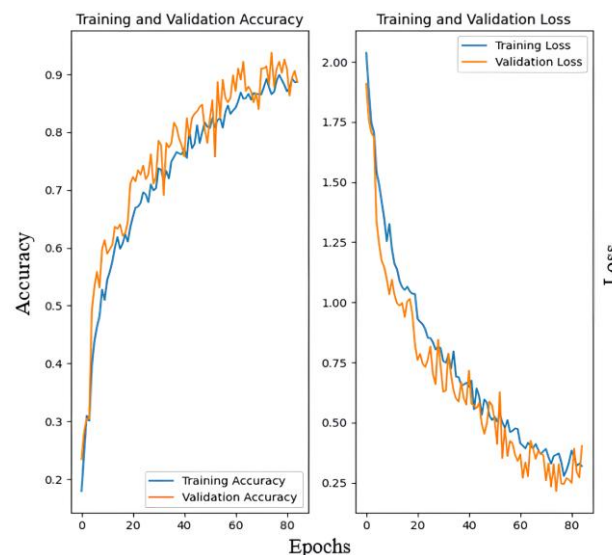 Training and Validation Accuracy
0.9
0.8
0.7
0.6
0.5
0.4
0.3
0.2
Accuracy
Training Accuracy
Validation Accuracy
0 20 40 60 80
Training and Validation Loss
2.00
1.75
1.50
1.25
1.00
0.75
0.50
0.25
Loss
Training Loss
Validation Loss
0 20 40 60 80
Epochs